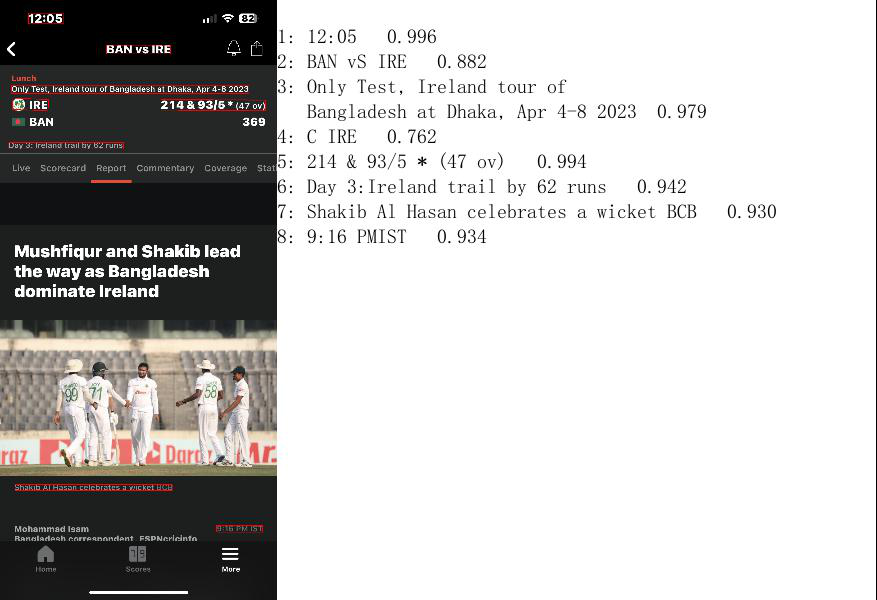 12:05
82
BAN vs IRE
Lunch
Only Test, Ireland tour of Bangladesh at Dhaka, Apr 4-8 2023
IRE 214 & 93/5 * (47 ov)
BAN 369
Day 3: Ireland trail by 62 runs
Live Scorecard Report Commentary Coverage Stat
Mushfiqur and Shakib lead
the way as Bangladesh
dominate Ireland
99 71 58
raz Daraz
Shakib Al Hasan celebrates a wicket BCB
Mohammad Isam 9:16 PM IST
Bangladesh correspondent, ESPNcricinfo
Home Scores More
1: 12:05 0.996
2: BAN vS IRE 0.882
3: Only Test, Ireland tour of
Bangladesh at Dhaka, Apr 4-8 2023 0.979
4: C IRE 0.762
5: 214 & 93/5 * (47 ov) 0.994
6: Day 3:Ireland trail by 62 runs 0.942
7: Shakib Al Hasan celebrates a wicket BCB 0.930
8: 9:16 PMIST 0.934